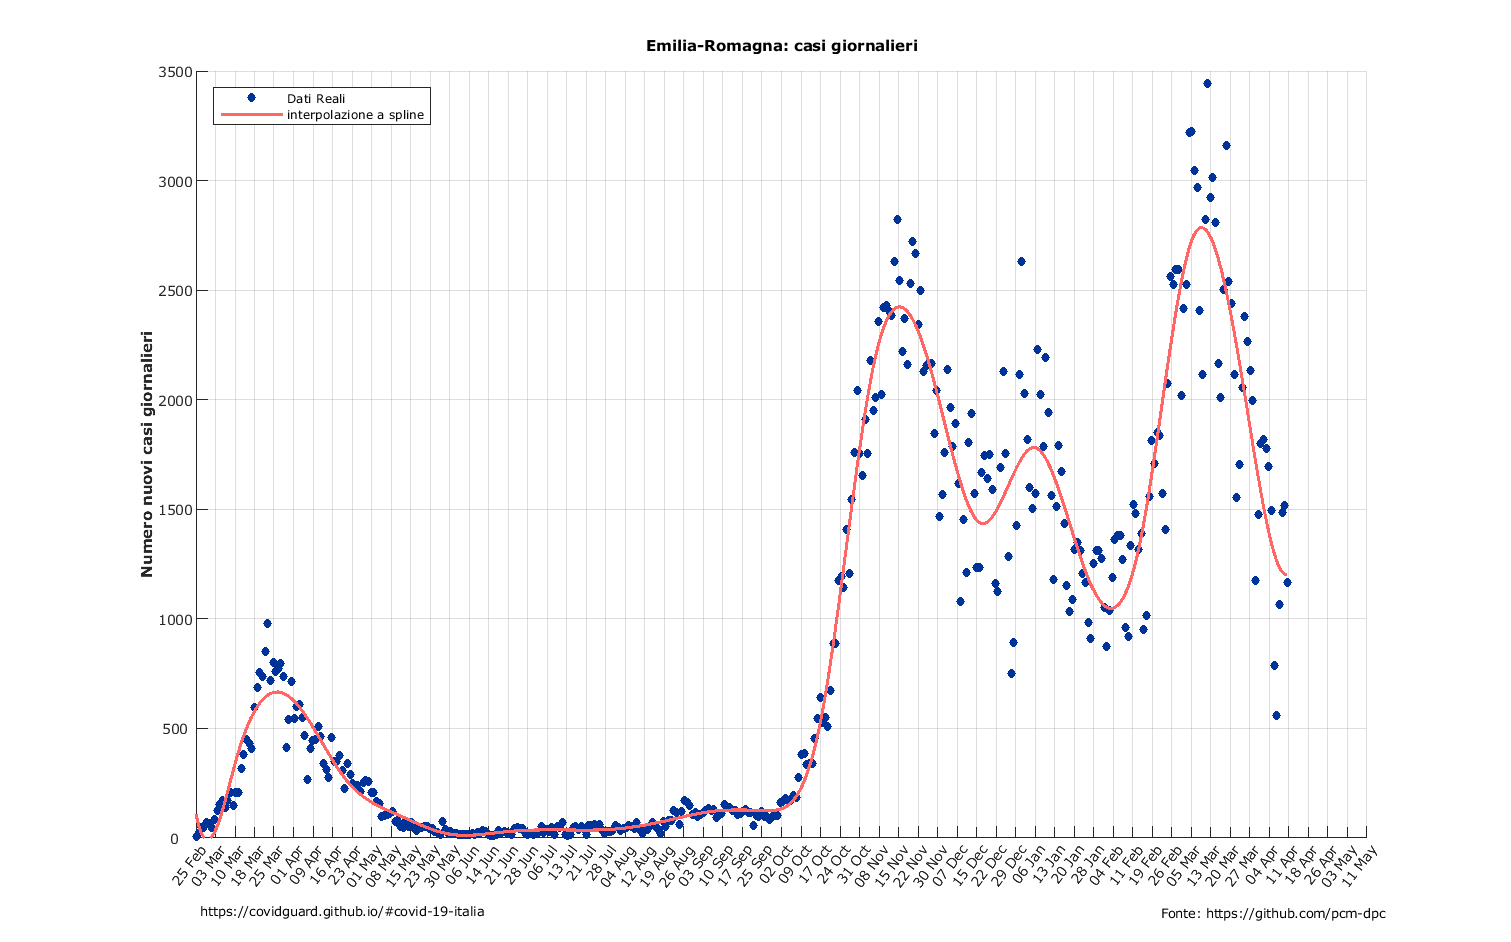 Emilia-Romagna: casi giornalieri
Dati Reali
interpolazione a spline
Numero nuovi casi giornalieri
3500
3000
2500
2000
1500
1000
500
0
25 Feb
03 Mar
10 Mar
18 Mar
25 Mar
01 Apr
09 Apr
16 Apr
23 Apr
01 May
08 May
15 May
23 May
30 May
06 Jun
14 Jun
21 Jun
28 Jun
06 Jul
13 Jul
21 Jul
28 Jul
04 Aug
12 Aug
19 Aug
26 Aug
03 Sep
10 Sep
17 Sep
25 Sep
02 Oct
09 Oct
17 Oct
24 Oct
31 Oct
08 Nov
15 Nov
22 Nov
30 Nov
07 Dec
15 Dec
22 Dec
29 Dec
06 Jan
13 Jan
20 Jan
28 Jan
04 Feb
11 Feb
19 Feb
26 Feb
05 Mar
13 Mar
20 Mar
27 Mar
04 Apr
11 Apr
18 Apr
26 Apr
03 May
11 May
https://covidguard.github.io/#covid-19-italia
Fonte: https://github.com/pcm-dpc